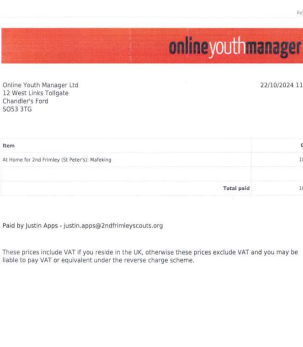 Re
onlineyouthmanager
Online Youth Manager Ltd
12 West Links Tollgate
Chandler's Ford
SO53 3TG
22/10/2024 11
Item
At Home for 2nd Frimley (St Peter's): Mafeking
Total paid
Paid by Justin Apps - justin.apps@2ndfrimleyscouts.org
These prices include VAT if you reside in the UK, otherwise these prices exclude VAT and you may be
liable to pay VAT or equivalent under the reverse charge scheme.